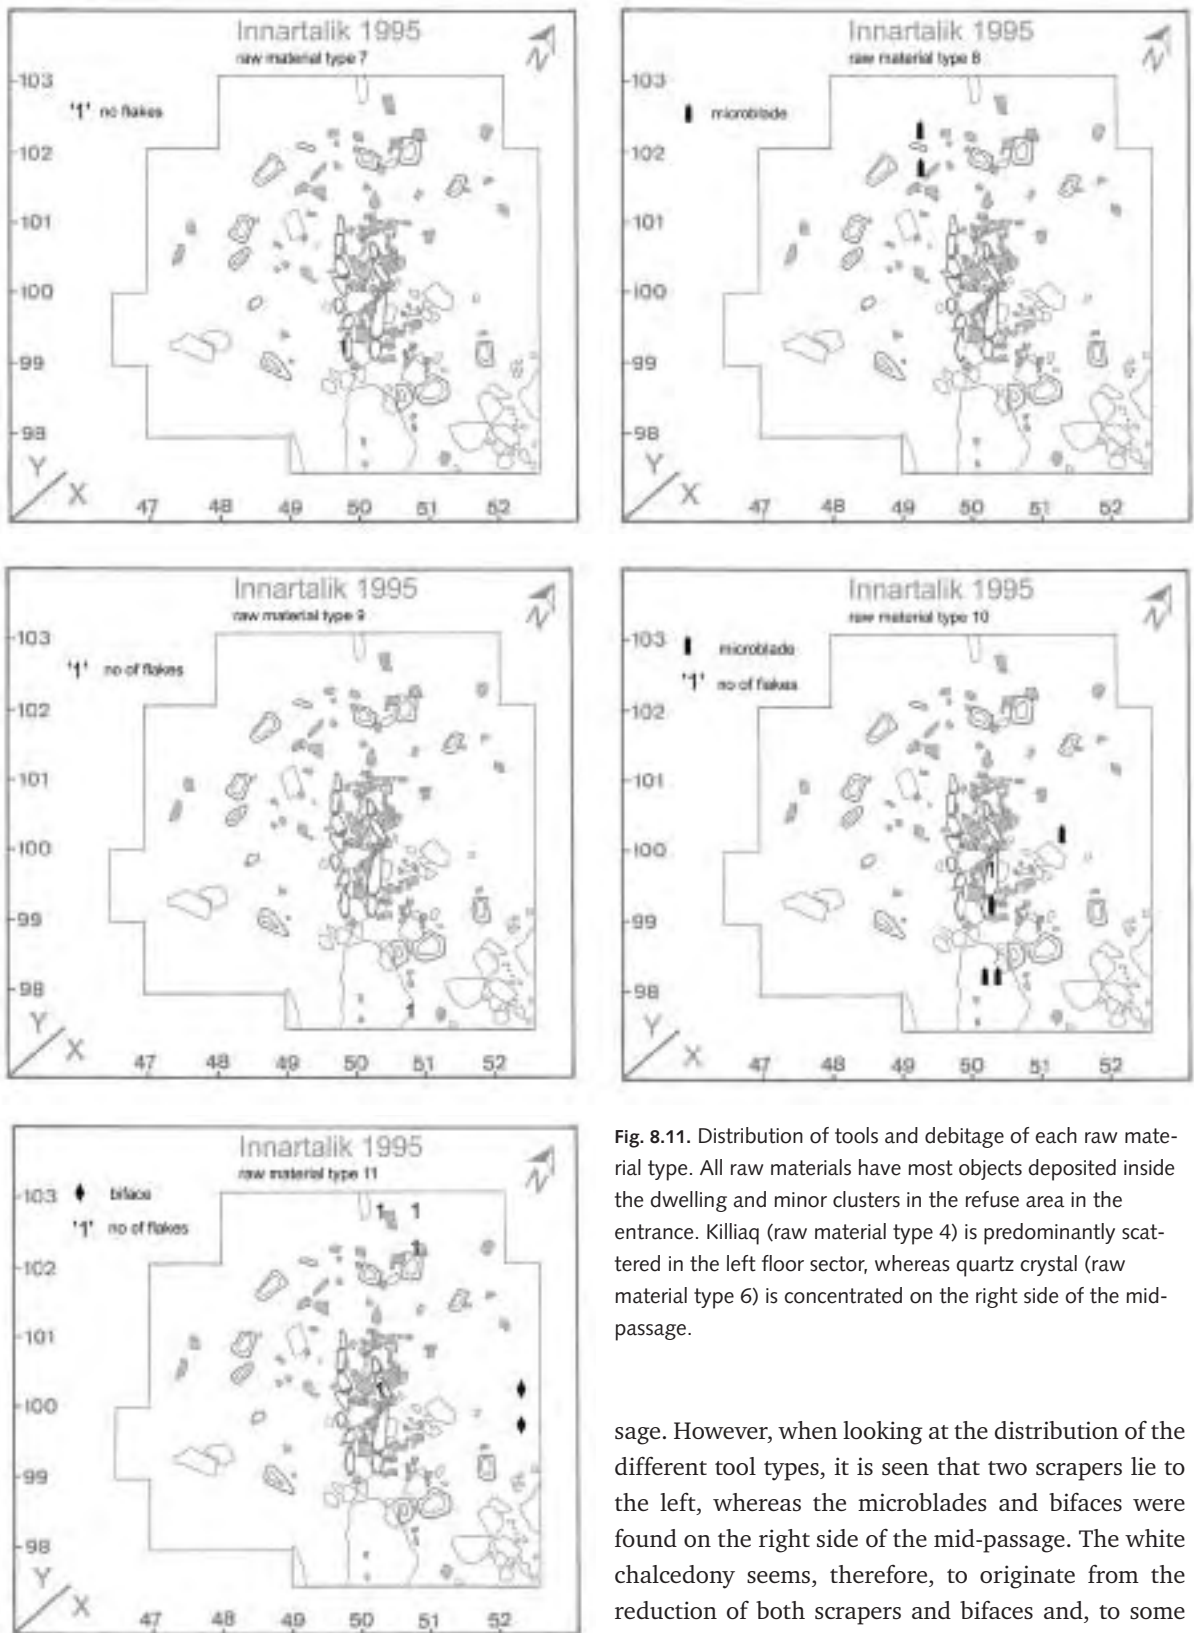 Innartalik 1995
raw material type 7
'1' no flakes
103
102
101
100
99
98
1
Y
X
N
47 48 49 50 51 52
Innartalik 1995
raw material type 8
microblade
103
102
101
100
99
98
Y
X
N
47 48 49 50 51 52
Innartalik 1995
raw material type 9
'1' no of flakes
103
102
101
100
99
98
1
Y
X
N
47 48 49 50 51 52
Innartalik 1995
raw material type 10
microblade
'1' no of flakes
103
102
101
100
99
98
1
Y
X
N
47 48 49 50 51 52
Innartalik 1995
raw material type 11
biface
'1' no of flakes
103
102
101
100
99
98
1 1
1
1
Y
X
N
47 48 49 50 51 52
Fig. 8.11. Distribution of tools and debitage of each raw mate-
rial type. All raw materials have most objects deposited inside
the dwelling and minor clusters in the refuse area in the
entrance. Killiaq (raw material type 4) is predominantly scat-
tered in the left floor sector, whereas quartz crystal (raw
material type 6) is concentrated on the right side of the mid-
passage.
sage. However, when looking at the distribution of the
different tool types, it is seen that two scrapers lie to
the left, whereas the microblades and bifaces were
found on the right side of the mid-passage. The white
chalcedony seems, therefore, to originate from the
reduction of both scrapers and bifaces and, to some